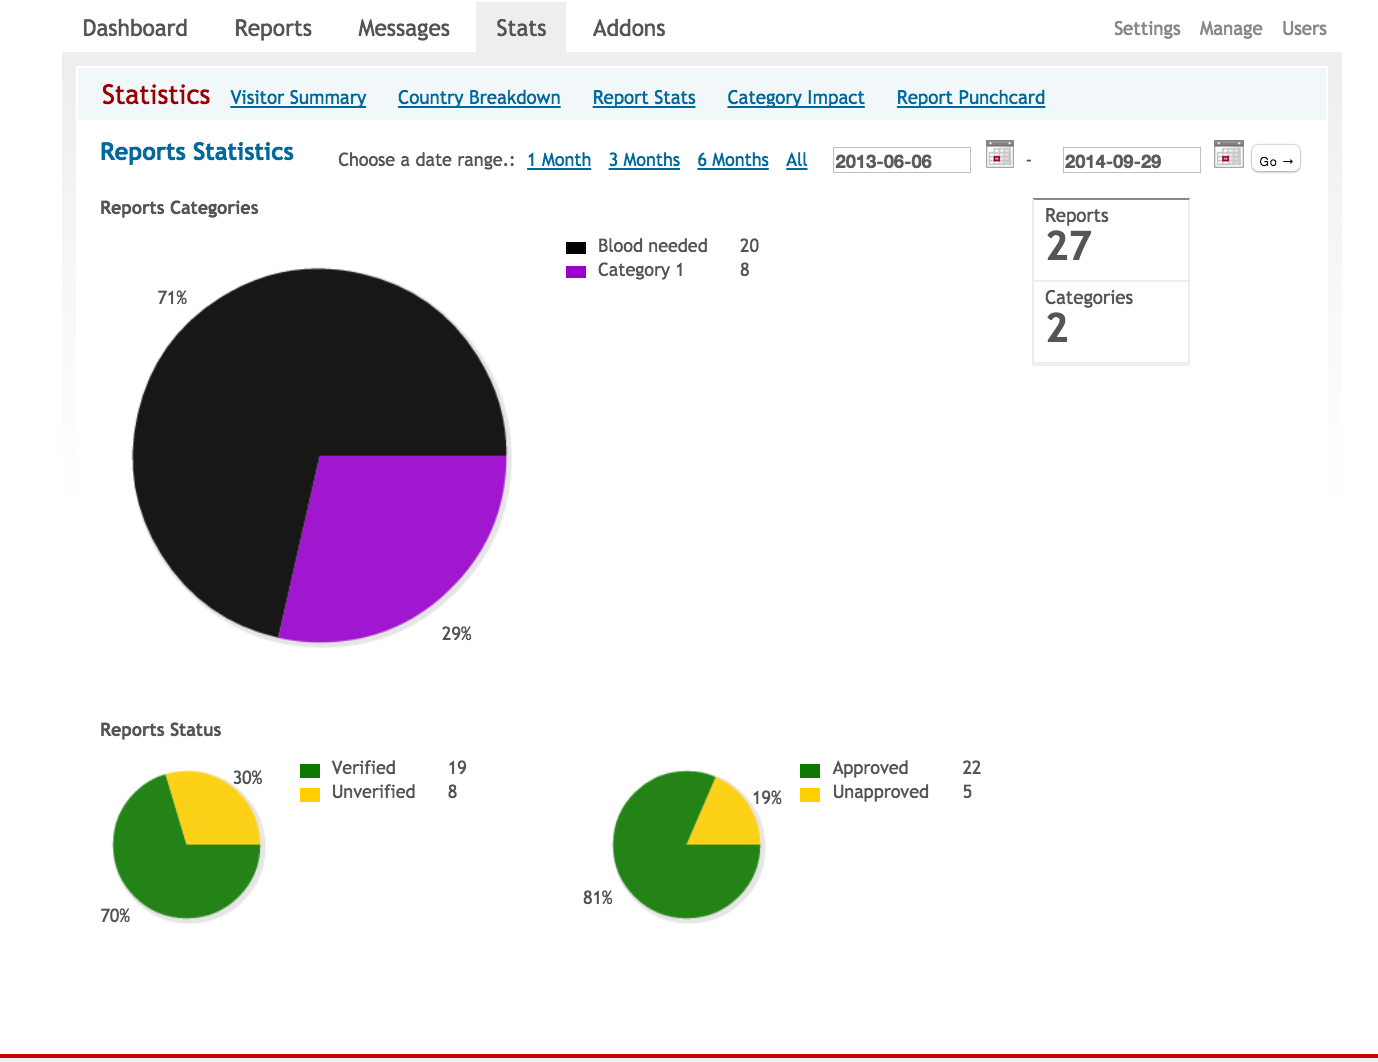 Dashboard Reports Messages Stats Addons Settings Manage Users
Statistics Visitor Summary Country Breakdown Report Stats Category Impact Report Punchcard
Reports Statistics Choose a date range.: 1 Month 3 Months 6 Months All 2013-06-06 - 2014-09-29 Go →
Reports Categories
Reports
27
Categories
2
Blood needed 20
Category 1 8
71%
29%
Reports Status
Verified 19
Unverified 8
30%
70%
Approved 22
Unapproved 5
19%
81%